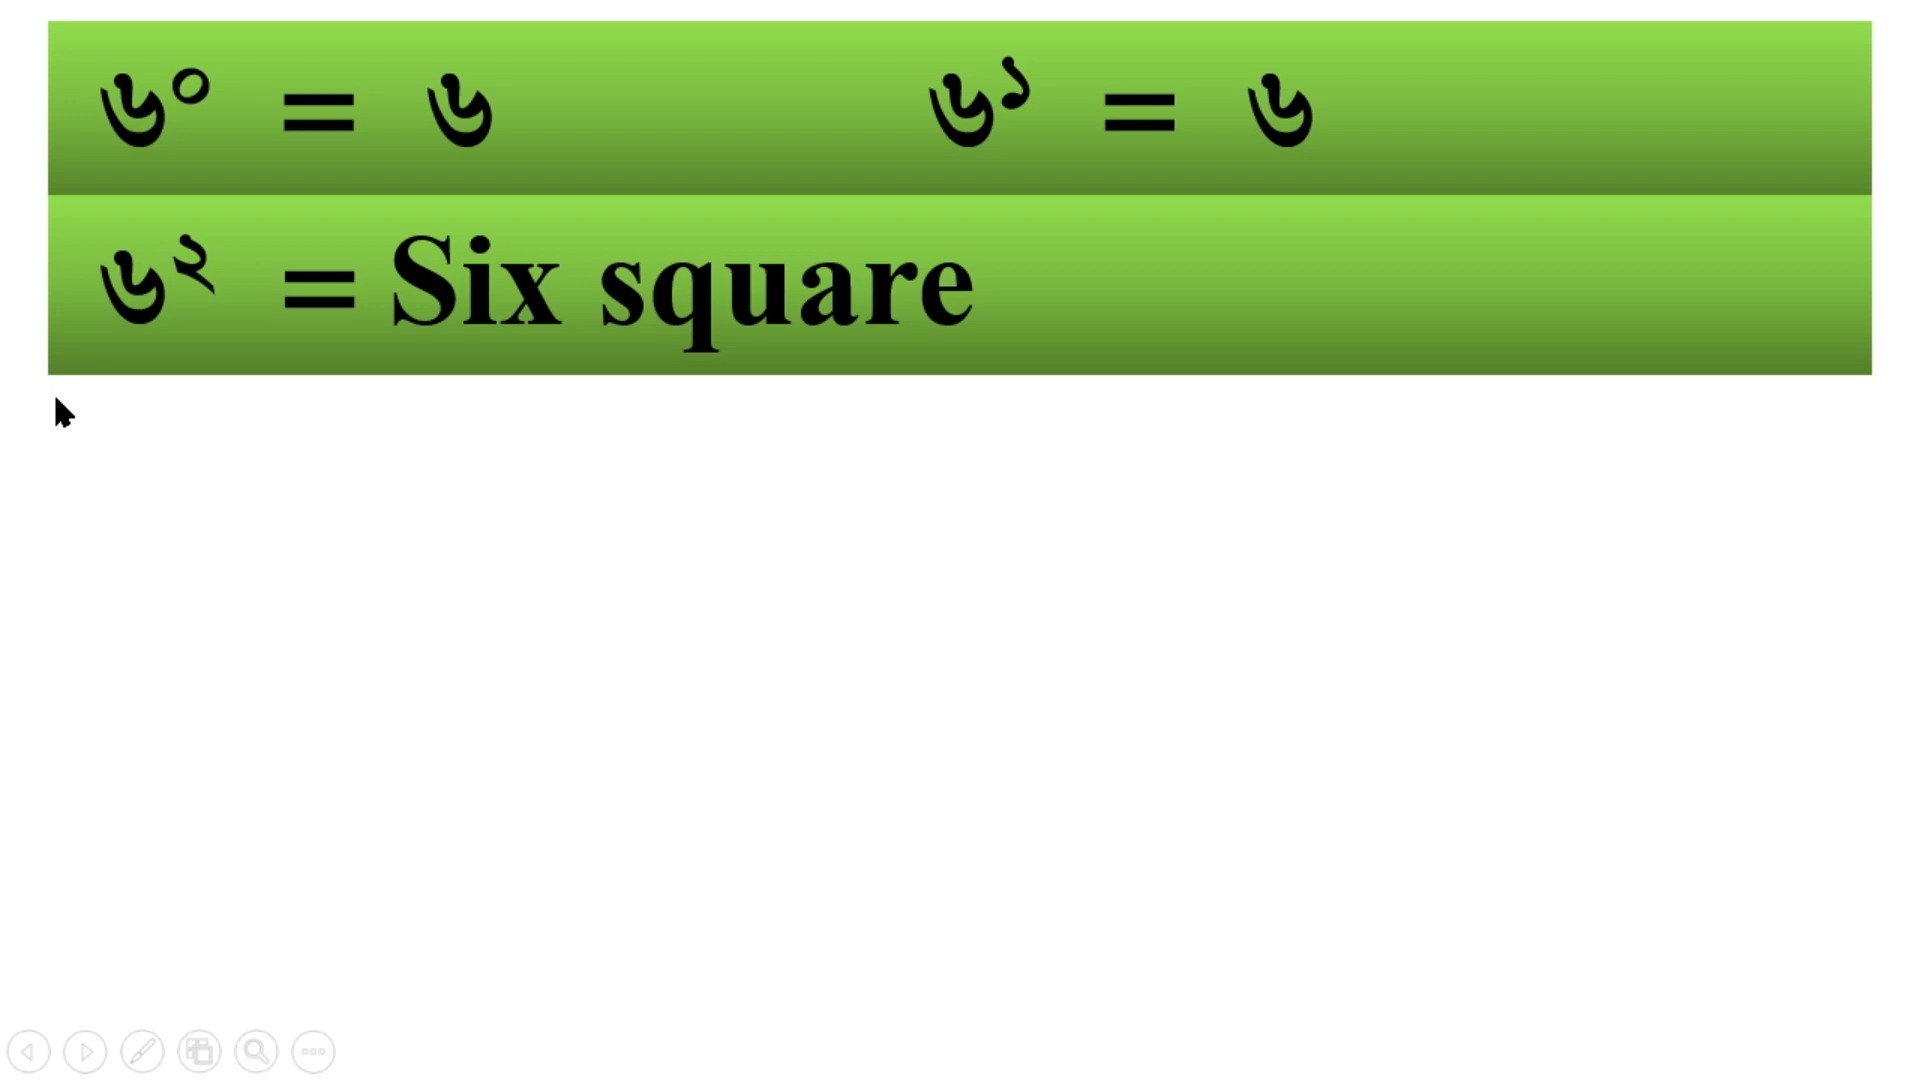 ৬⁰ = ৬ ৬¹ = ৬
৬² = Six square